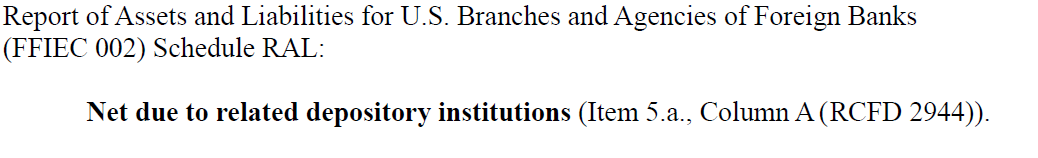 Report of Assets and Liabilities for U.S. Branches and Agencies of Foreign Banks
(FFIEC 002) Schedule RAL:
Net due to related depository institutions (Item 5.a., Column A (RCFD 2944)).